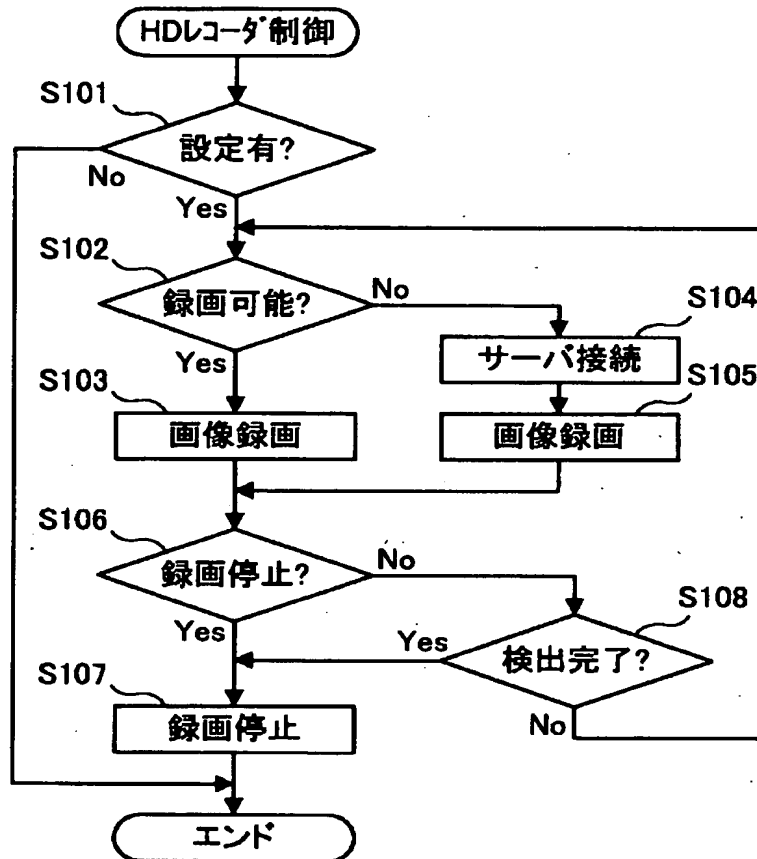 HDレコーダ制御
S101
設定有?
No
Yes
S102
録画可能?
No
Yes
S104
サーバ接続
S103
画像録画
S105
画像録画
S106
録画停止?
No
Yes
S108
検出完了?
Yes
No
S107
録画停止
エンド